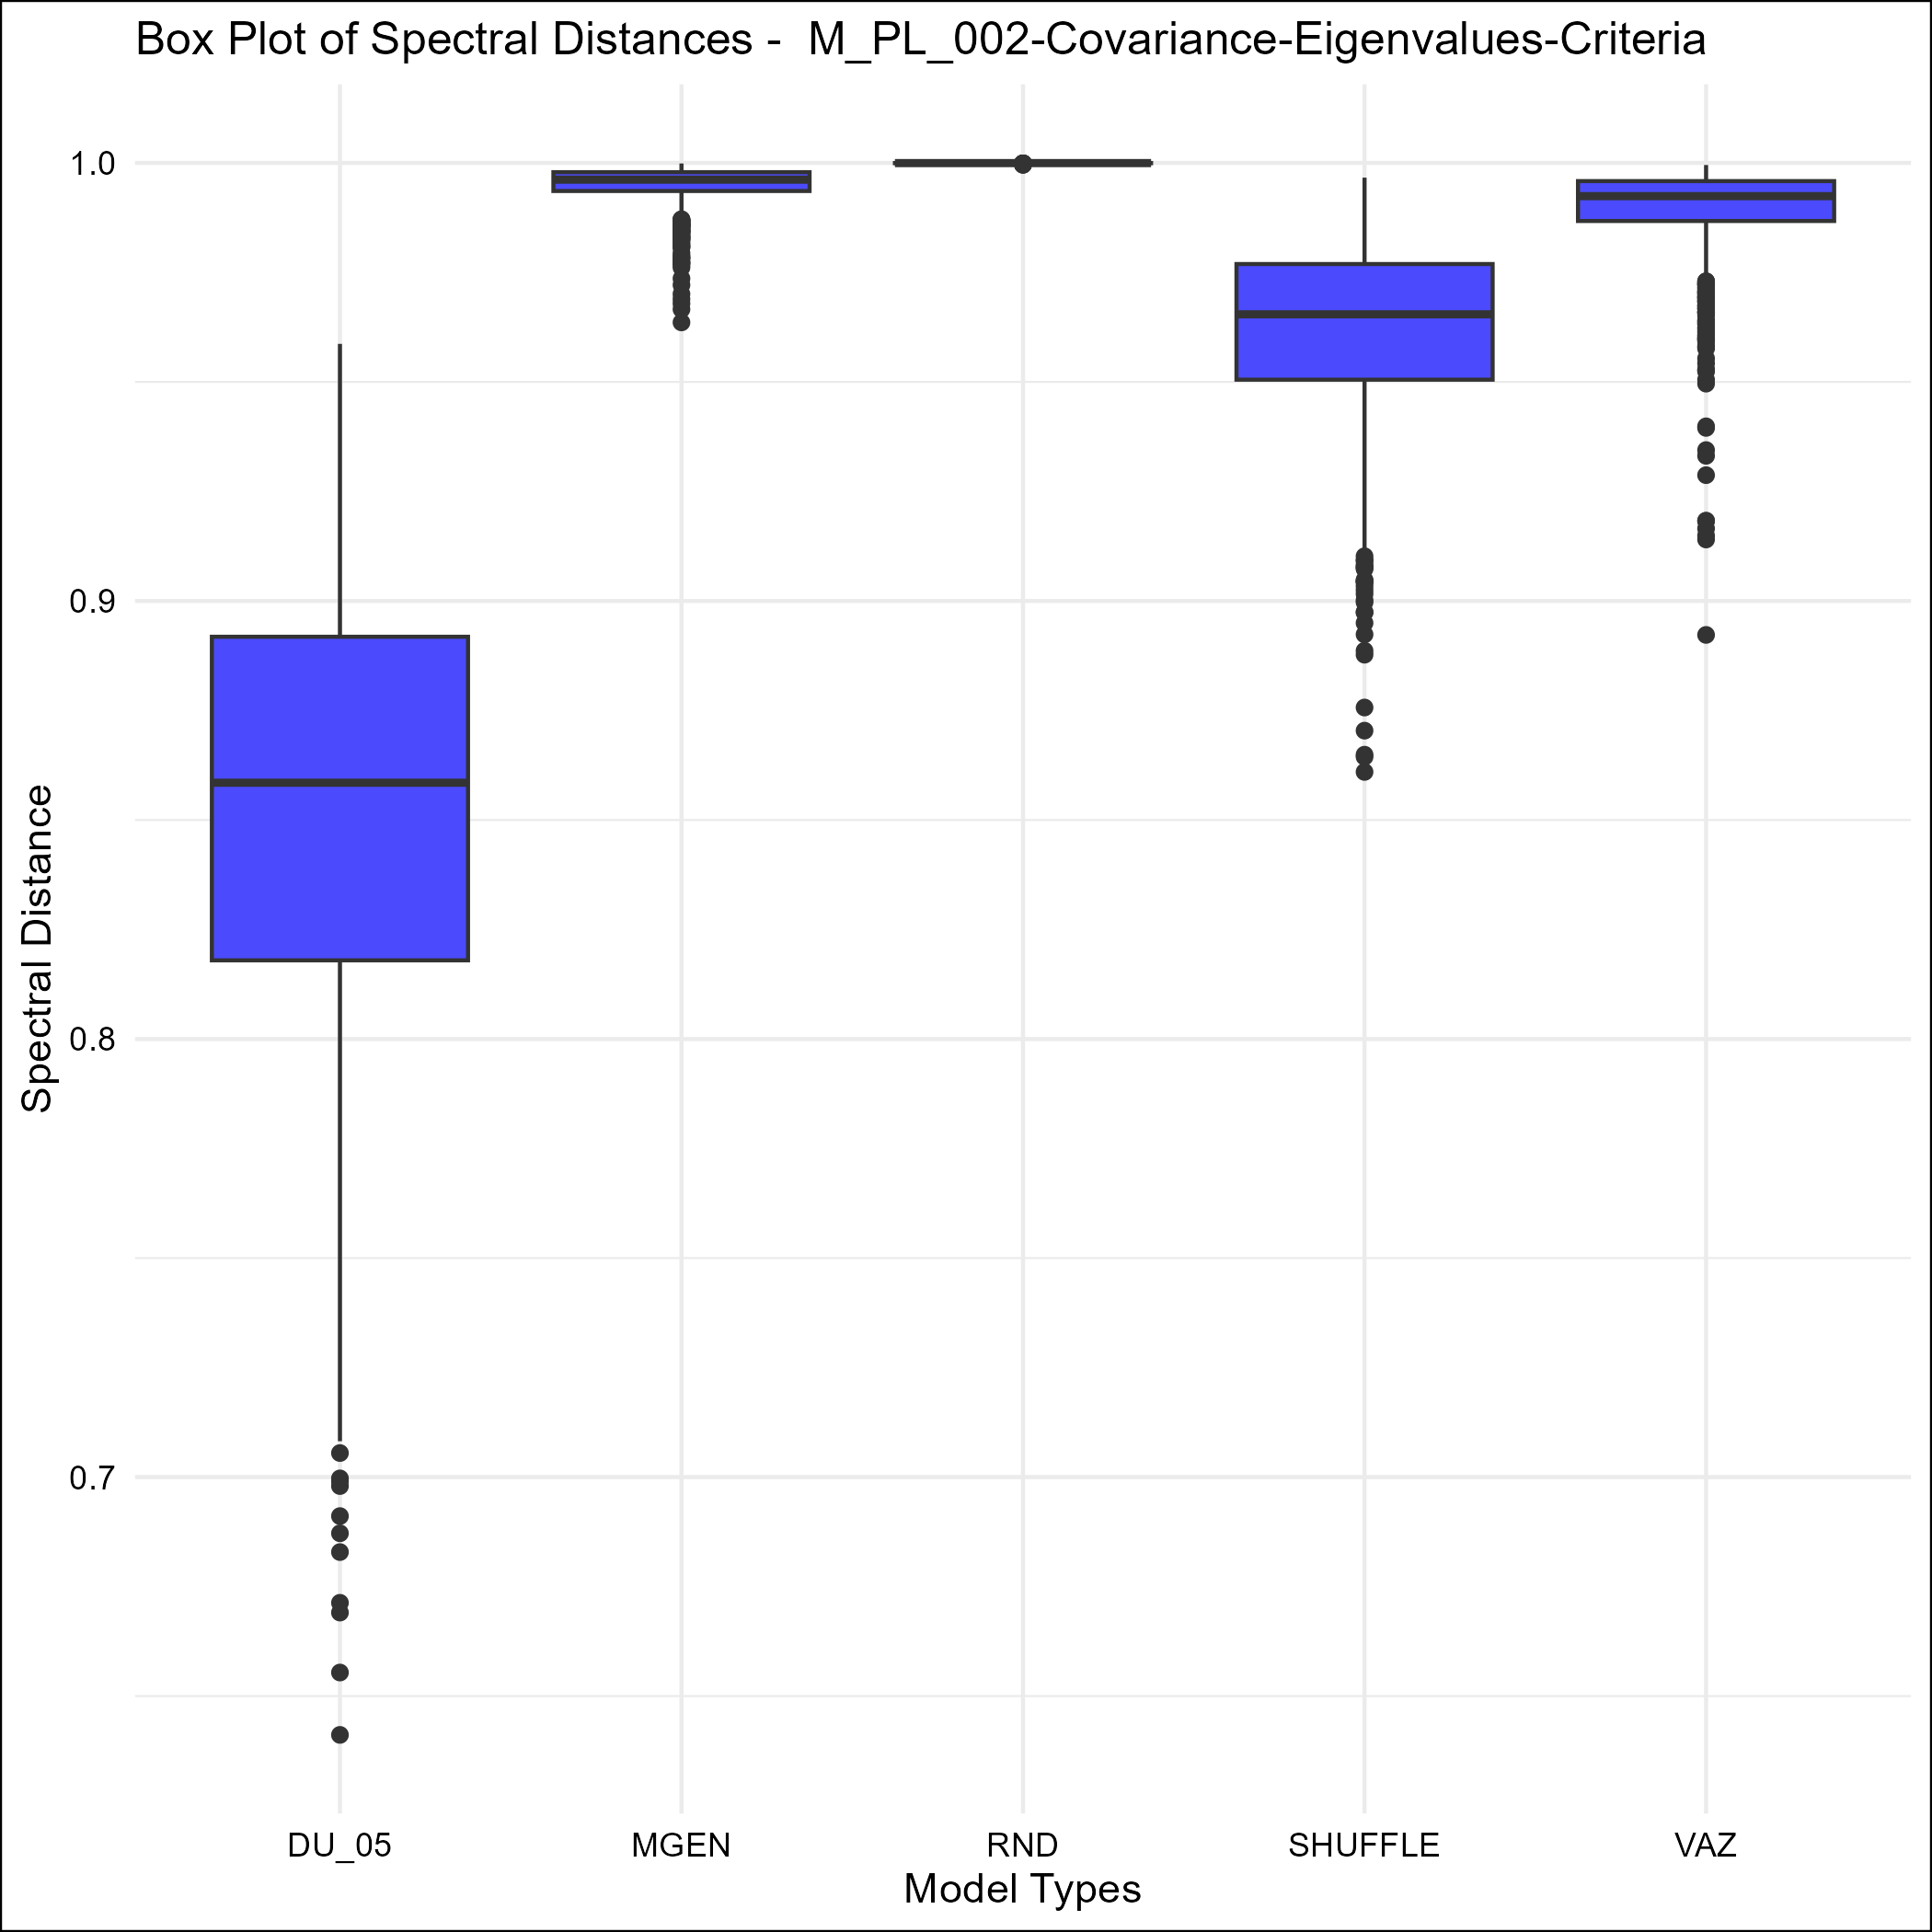 Box Plot of Spectral Distances -  M_PL_002-Covariance-Eigenvalues-Criteria
Spectral Distance
1.0
0.9
0.8
0.7
DU_05 MGEN RND SHUFFLE VAZ
Model Types